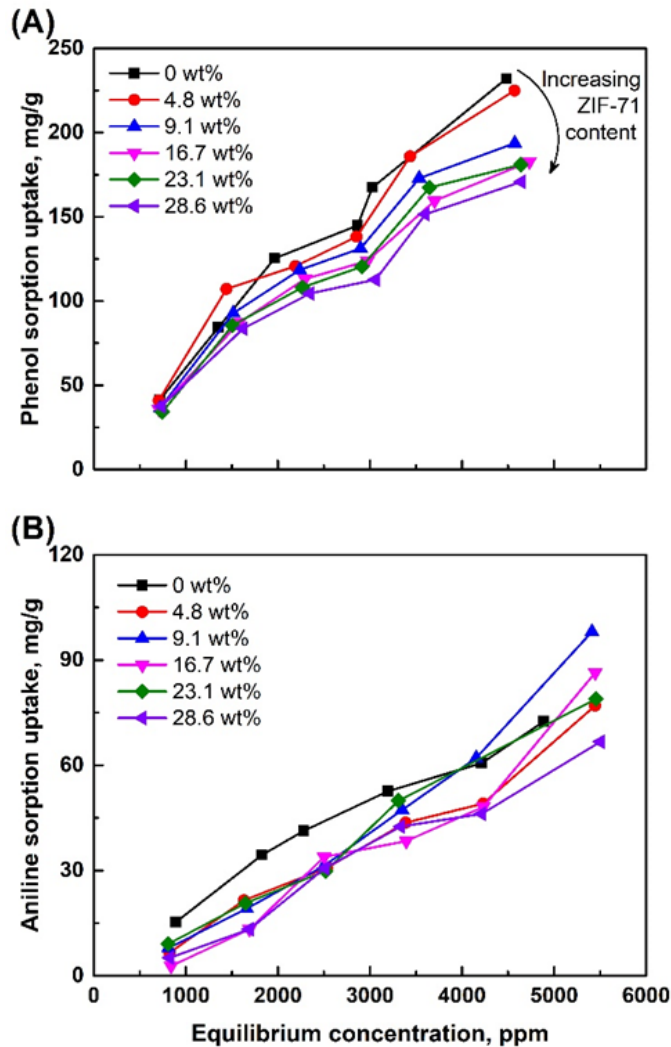 (A)
250
200
150
100
50
0
Phenol sorption uptake, mg/g
0 wt%
4.8 wt%
9.1 wt%
16.7 wt%
23.1 wt%
28.6 wt%
Increasing
ZIF-71
content
(B)
120
90
60
30
0
Aniline sorption uptake, mg/g
0 wt%
4.8 wt%
9.1 wt%
16.7 wt%
23.1 wt%
28.6 wt%
0 1000 2000 3000 4000 5000 6000
Equilibrium concentration, ppm